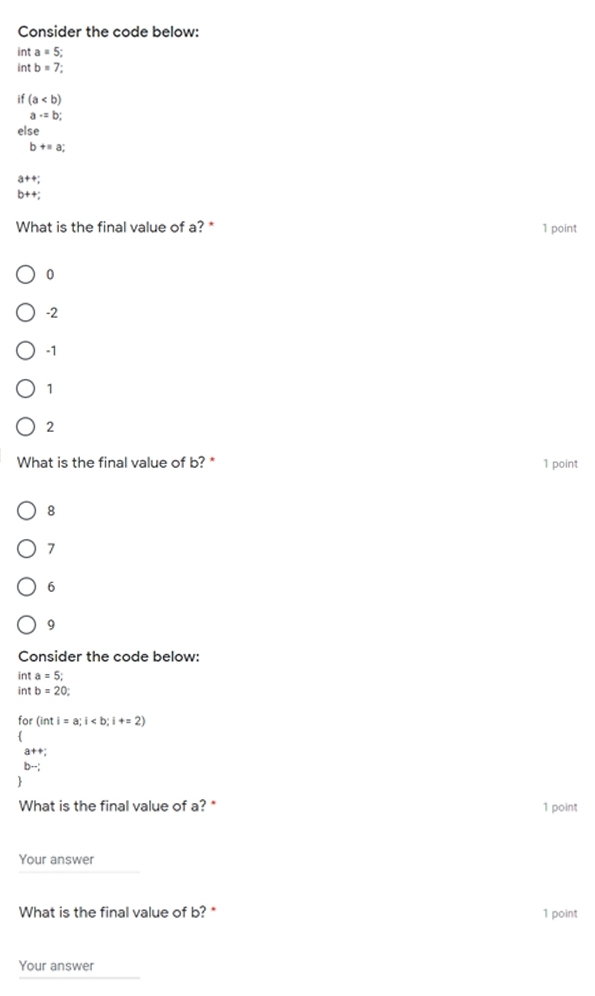 Consider the code below:
int a = 5;
int b = 7;
if (a < b)
a -= b;
else
b += a;
a++;
b++;
What is the final value of a? *
1 point
0
-2
-1
1
2
What is the final value of b? *
1 point
8
7
6
9
Consider the code below:
int a = 5;
int b = 20;
for (int i = a; i < b; i += 2)
{
a++;
b--;
}
What is the final value of a? *
1 point
Your answer
What is the final value of b? *
1 point
Your answer